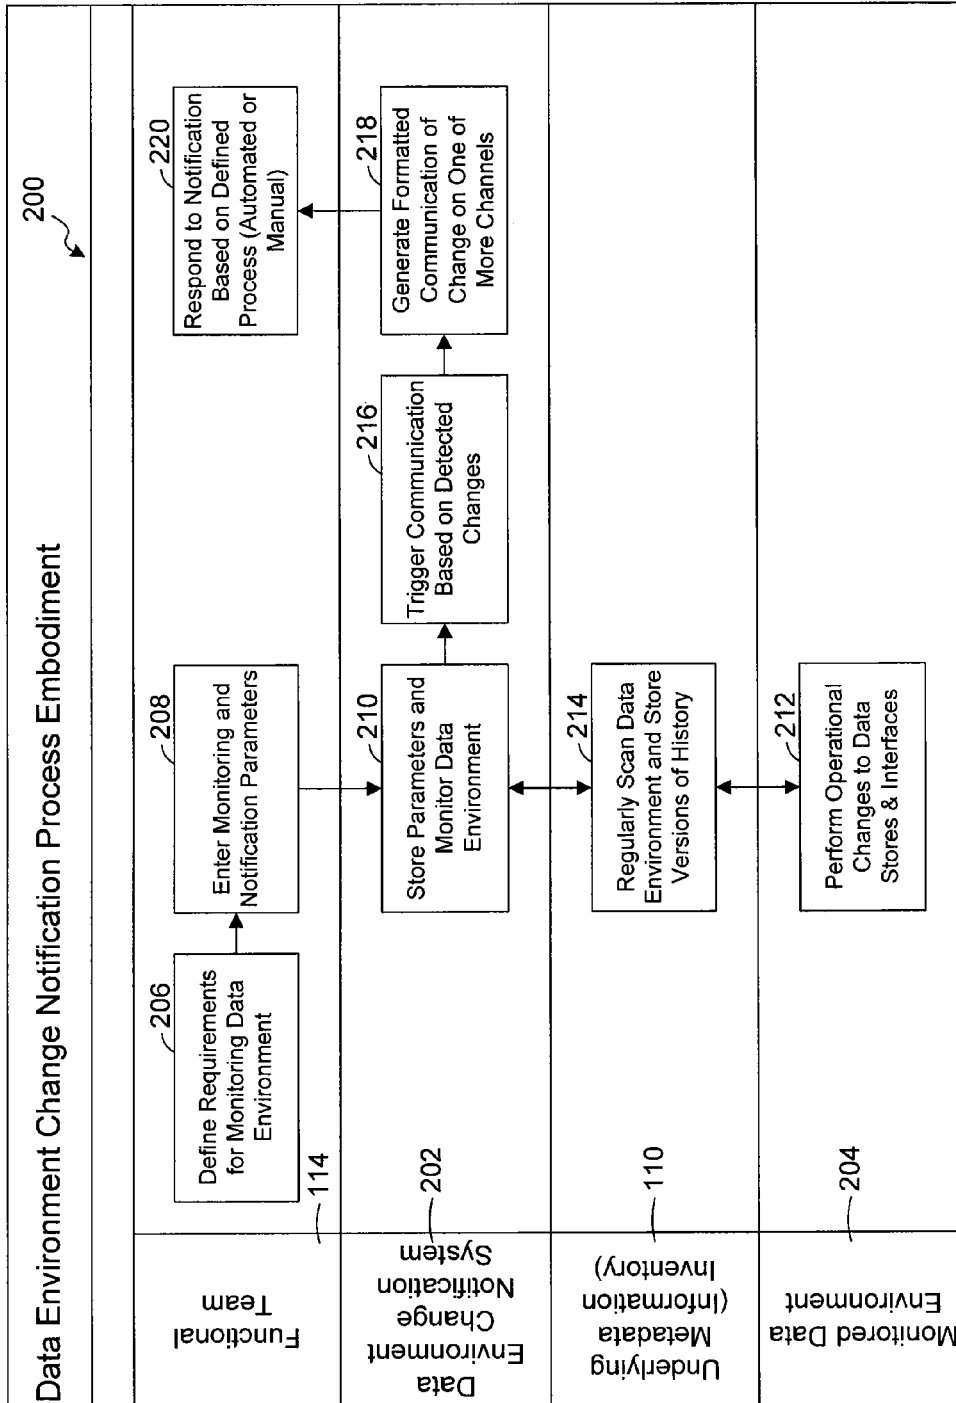 Data Environment Change Notification Process Embodiment
200
Functional
Team
114
206
Define Requirements
for Monitoring Data
Environment
208
Enter Monitoring and
Notification Parameters
220
Respond to Notification
Based on Defined
Process (Automated or
Manual)
Data
Environment
Change
Notification
System
202
210
Store Parameters and
Monitor Data
Environment
216
Trigger Communication
Based on Detected
Changes
218
Generate Formatted
Communication of
Change on One of
More Channels
Underlying
Metadata
(Information
Inventory)
110
214
Regularly Scan Data
Environment and Store
Versions of History
Monitored Data
Environment
204
212
Perform Operational
Changes to Data
Stores & Interfaces